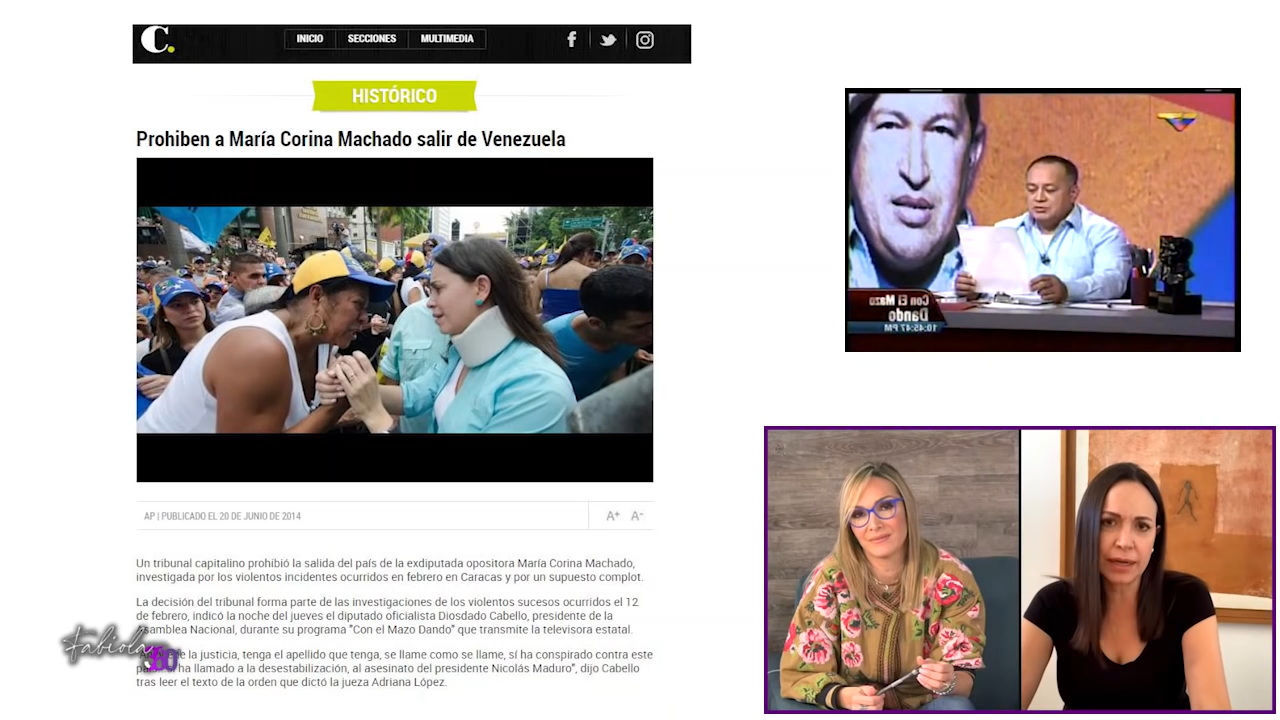 C.
INICIO
SECCIONES
MULTIMEDIA
HISTÓRICO
Prohiben a María Corina Machado salir de Venezuela
AP | PUBLICADO EL 20 DE JUNIO DE 2014
A+ A-
Un tribunal capitalino prohibió la salida del país de la exdiputada opositora María Corina Machado,
investigada por los violentos incidentes ocurridos en febrero en Caracas y por un supuesto complot.
La decisión del tribunal forma parte de las investigaciones de los violentos sucesos ocurridos el 12
de febrero, indicó la noche del jueves el diputado oficialista Diosdado Cabello, presidente de la
Asamblea Nacional, durante su programa "Con el Mazo Dando" que transmite la televisora estatal.
la justicia, tenga el apellido que tenga, se llame como se llame, sí ha conspirado contra este
ha llamado a la desestabilización, al asesinato del presidente Nicolás Maduro", dijo Cabello
tras leer el texto de la orden que dictó la jueza Adriana López.
Fabiola
360
Con El Mazo
Dando
10:45:47 PM